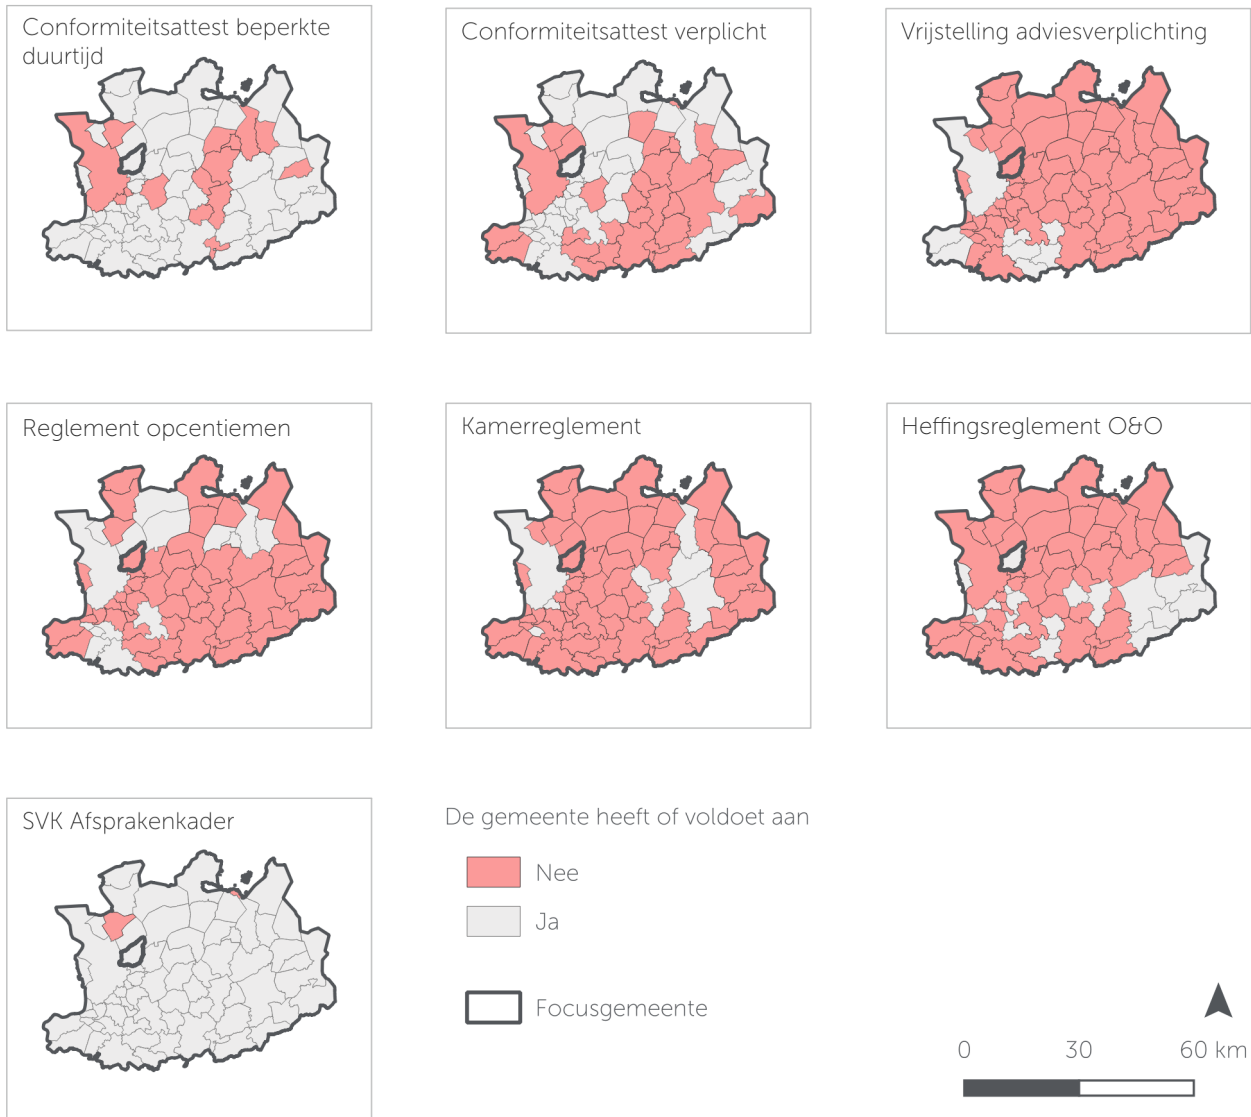 Conformiteitsattest beperkte
duurtijd
Conformiteitsattest verplicht
Vrijstelling adviesverplichting
Reglement opcentiemen
Kamerreglement
Heffingsreglement O&O
SVK Afsprakenkader
De gemeente heeft of voldoet aan
Nee
Ja
Focusgemeente
0 30 60 km